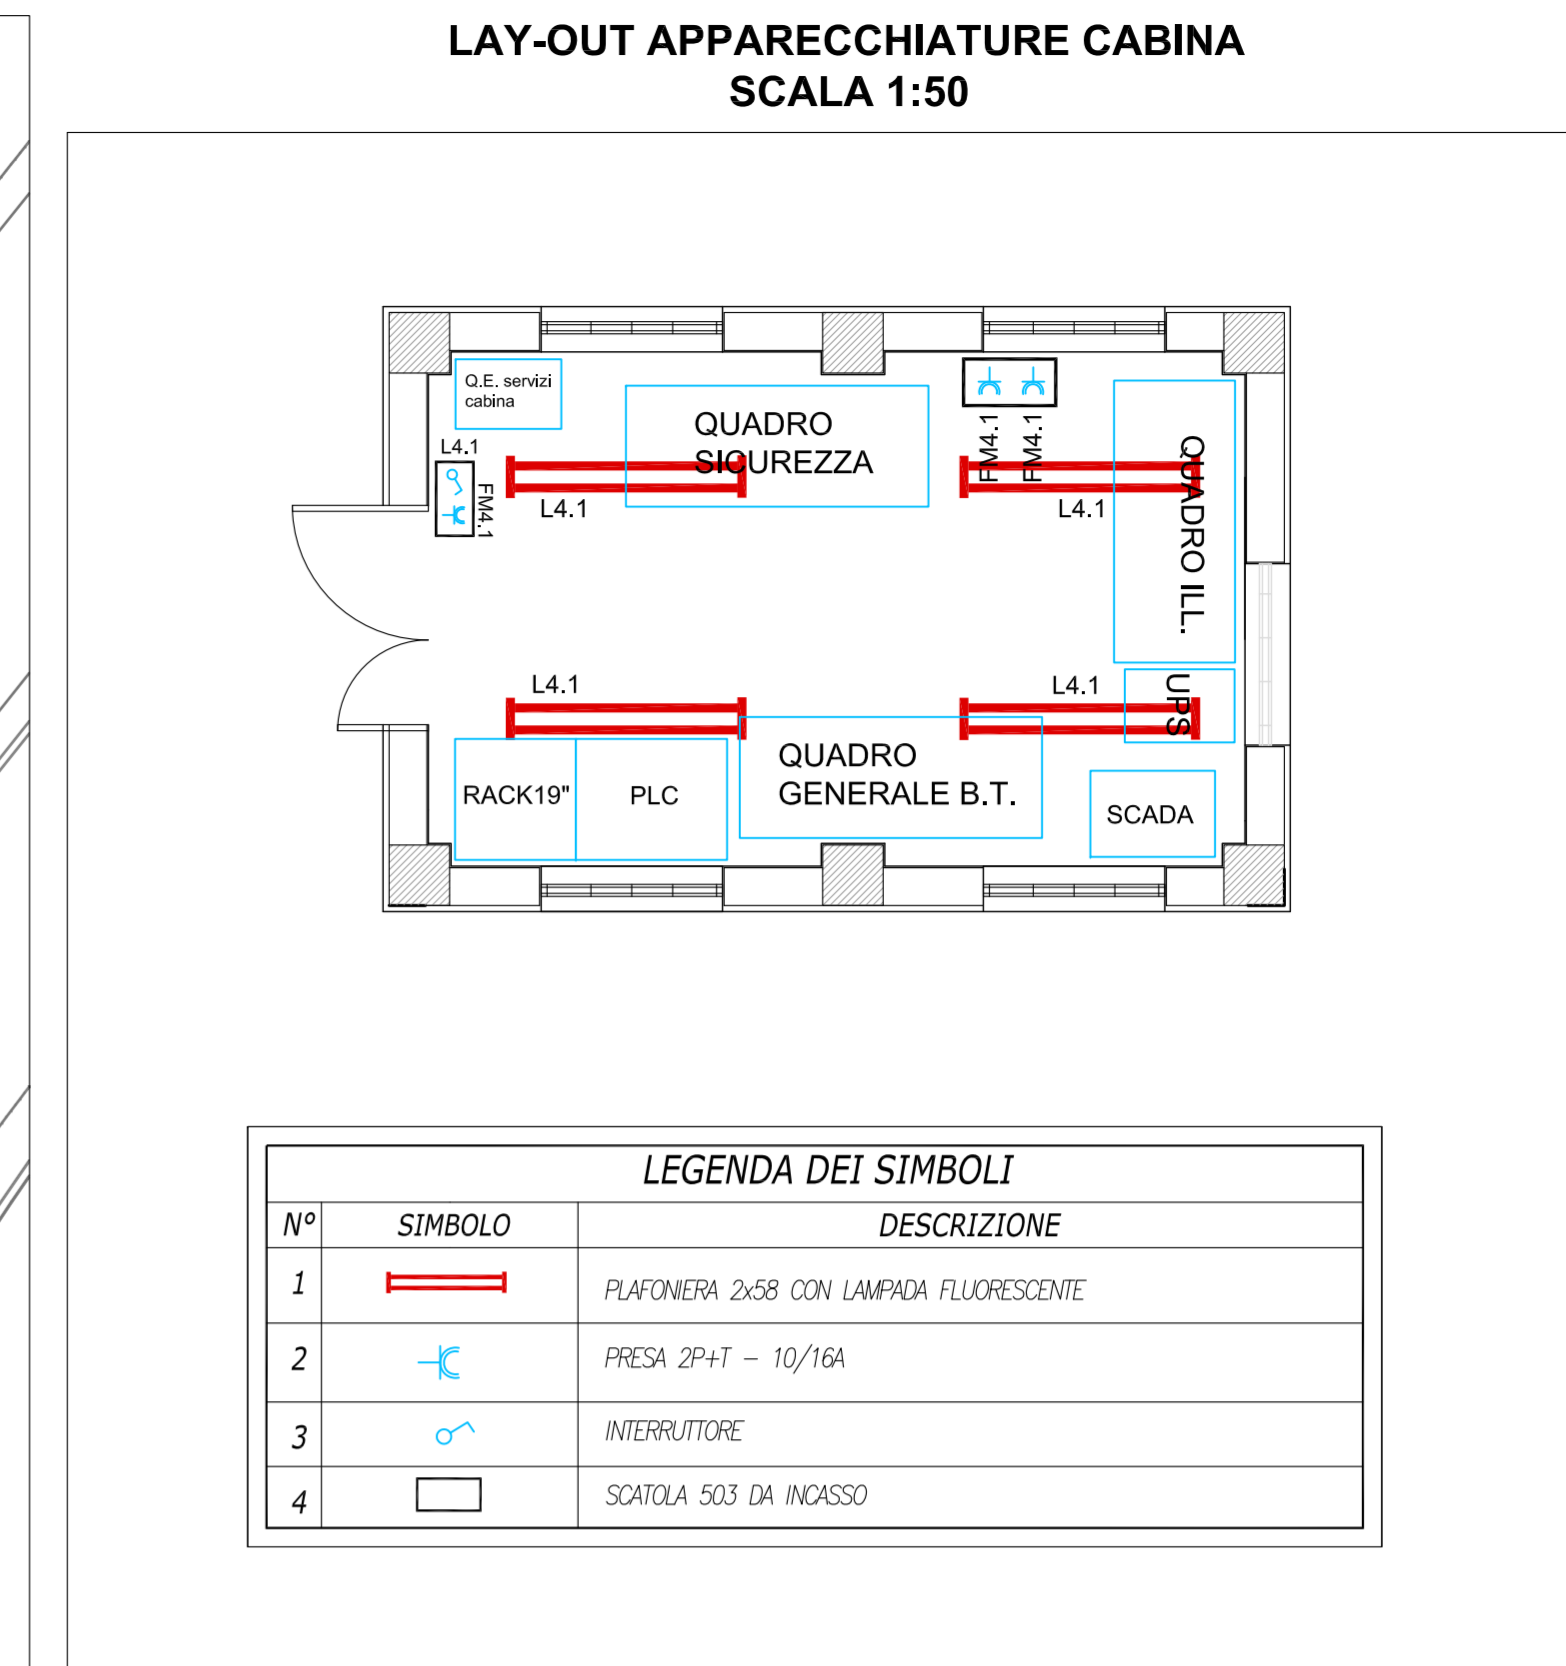 LAY-OUT APPARECCHIATURE CABINA
SCALA 1:50
Q.E. servizi
cabina
QUADRO
SICUREZZA
FM4.1
FM4.1
QUADRO ILL.
L4.1
FM4.1
L4.1
L4.1
L4.1
L4.1
UPS
RACK19"
PLC
QUADRO
GENERALE B.T.
SCADA
LEGENDA DEI SIMBOLI
N° SIMBOLO DESCRIZIONE
1 PLAFONIERA 2x58 CON LAMPADA FLUORESCENTE
2 PRESA 2P+T - 10/16A
3 INTERRUTTORE
4 SCATOLA 503 DA INCASSO